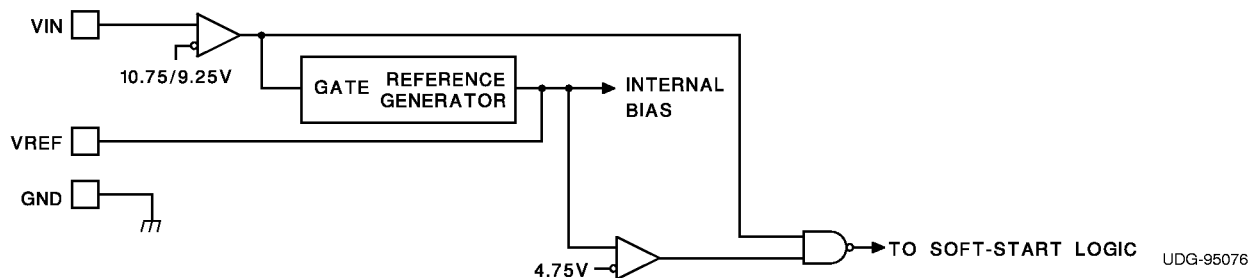 VIN
10.75/9.25V
GATE
REFERENCE
GENERATOR
INTERNAL
BIAS
VREF
GND
4.75V
TO SOFT-START LOGIC
UDG-95076